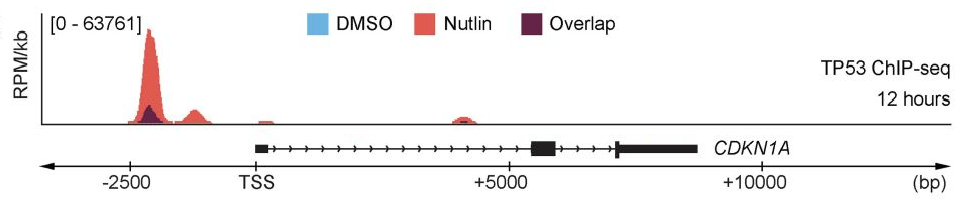 [0 - 63761]
DMSO
Nutlin
Overlap
RPM/kb
TP53 ChIP-seq
12 hours
CDKN1A
-2500
TSS
+5000
+10000
(bp)